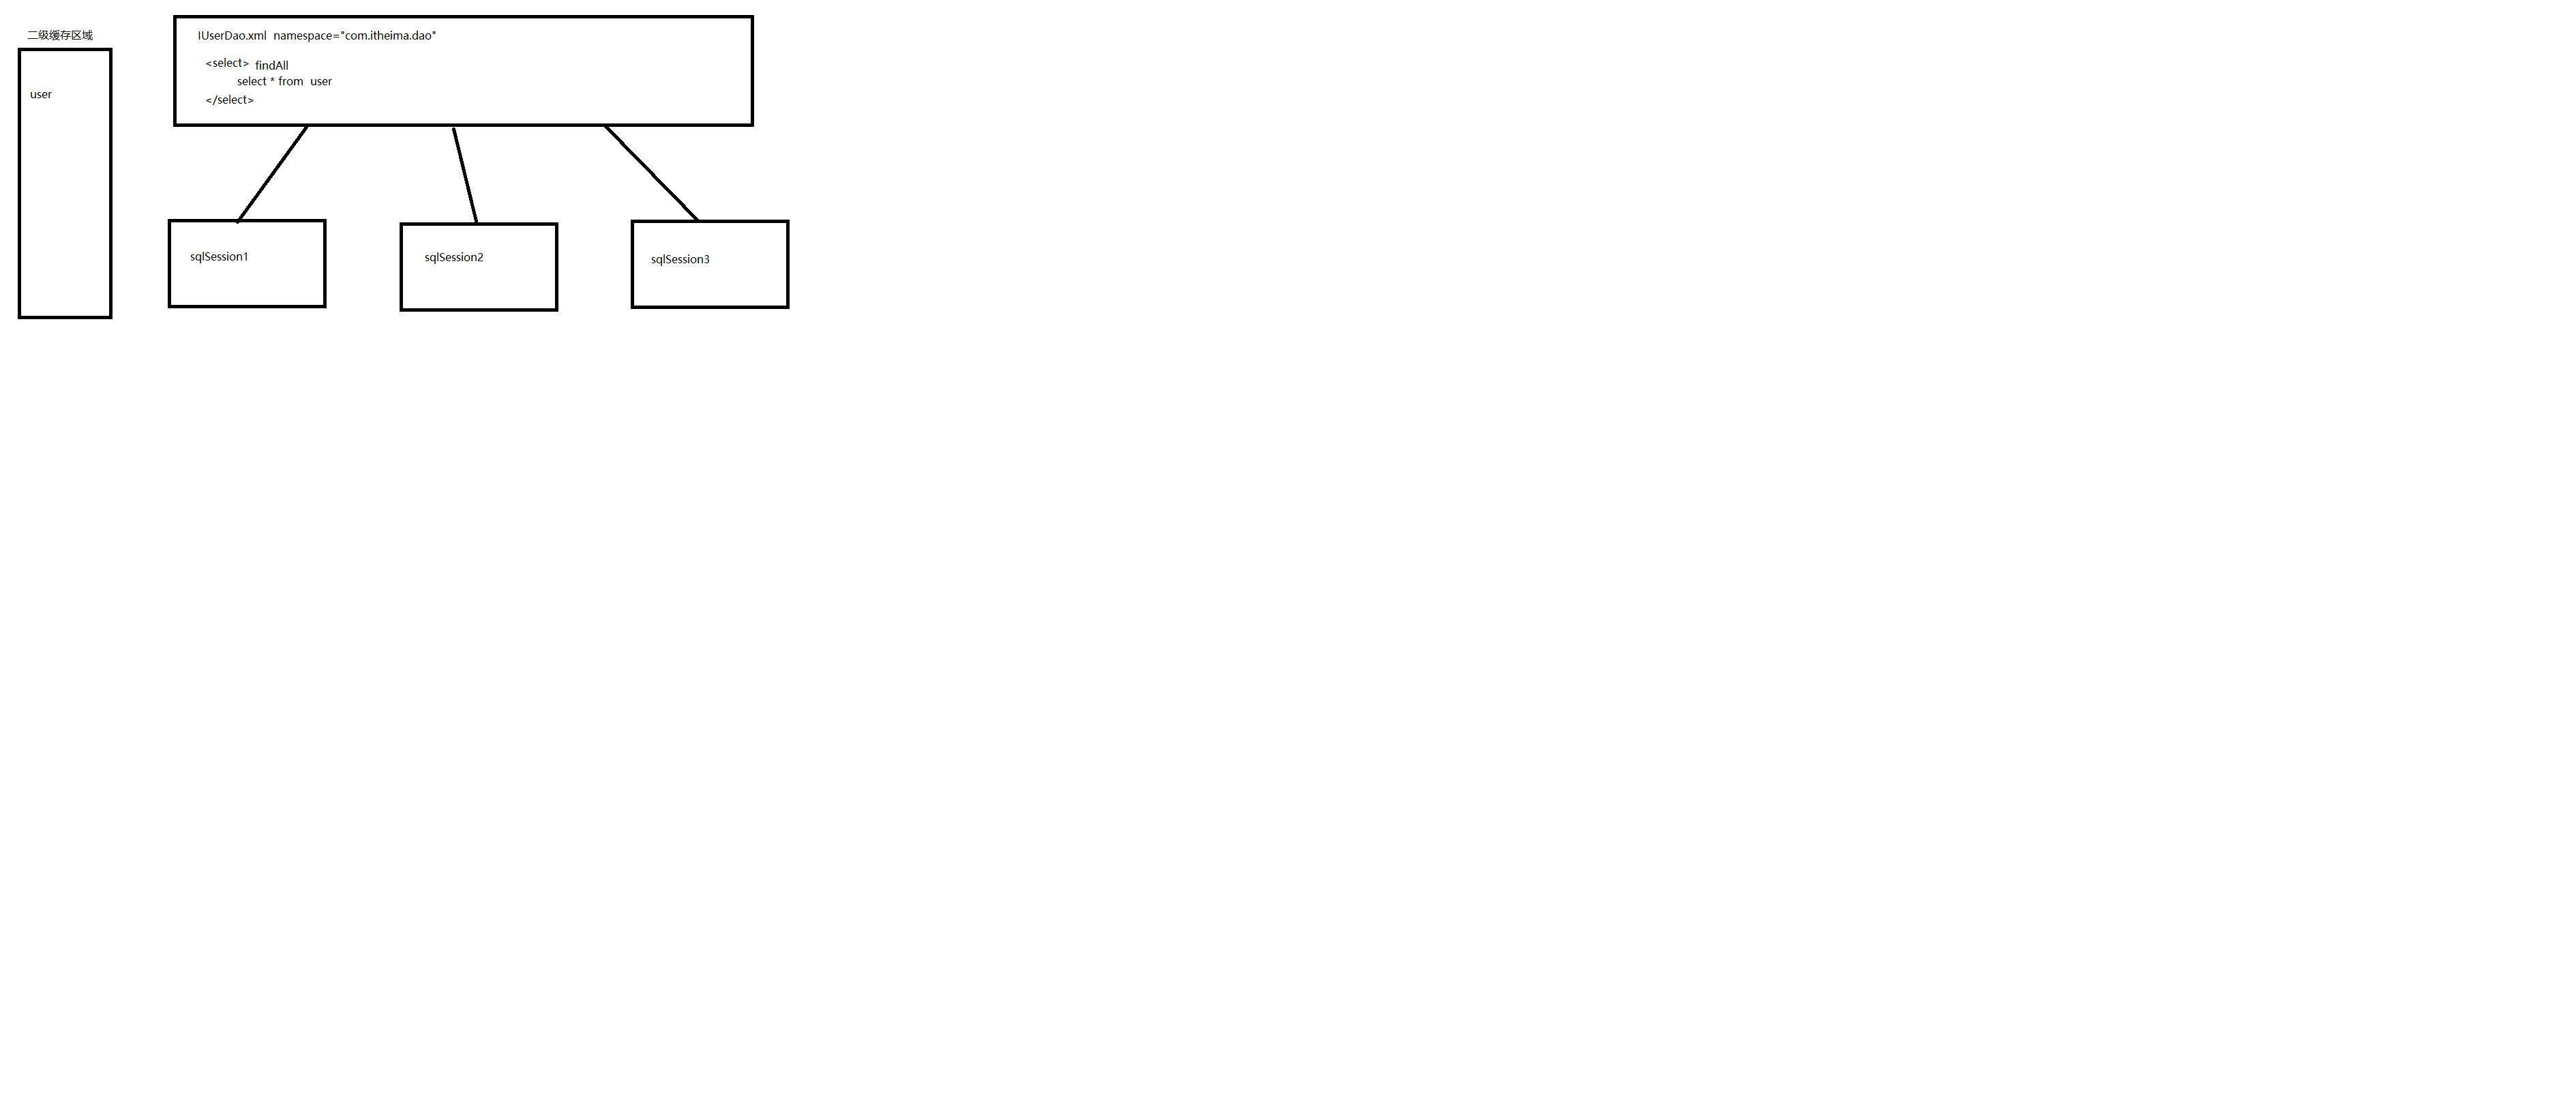 二级缓存区域
user
IUserDao.xml namespace="com.itheima.dao"
<select> findAll
select * from user
</select>
sqlSession1
sqlSession2
sqlSession3